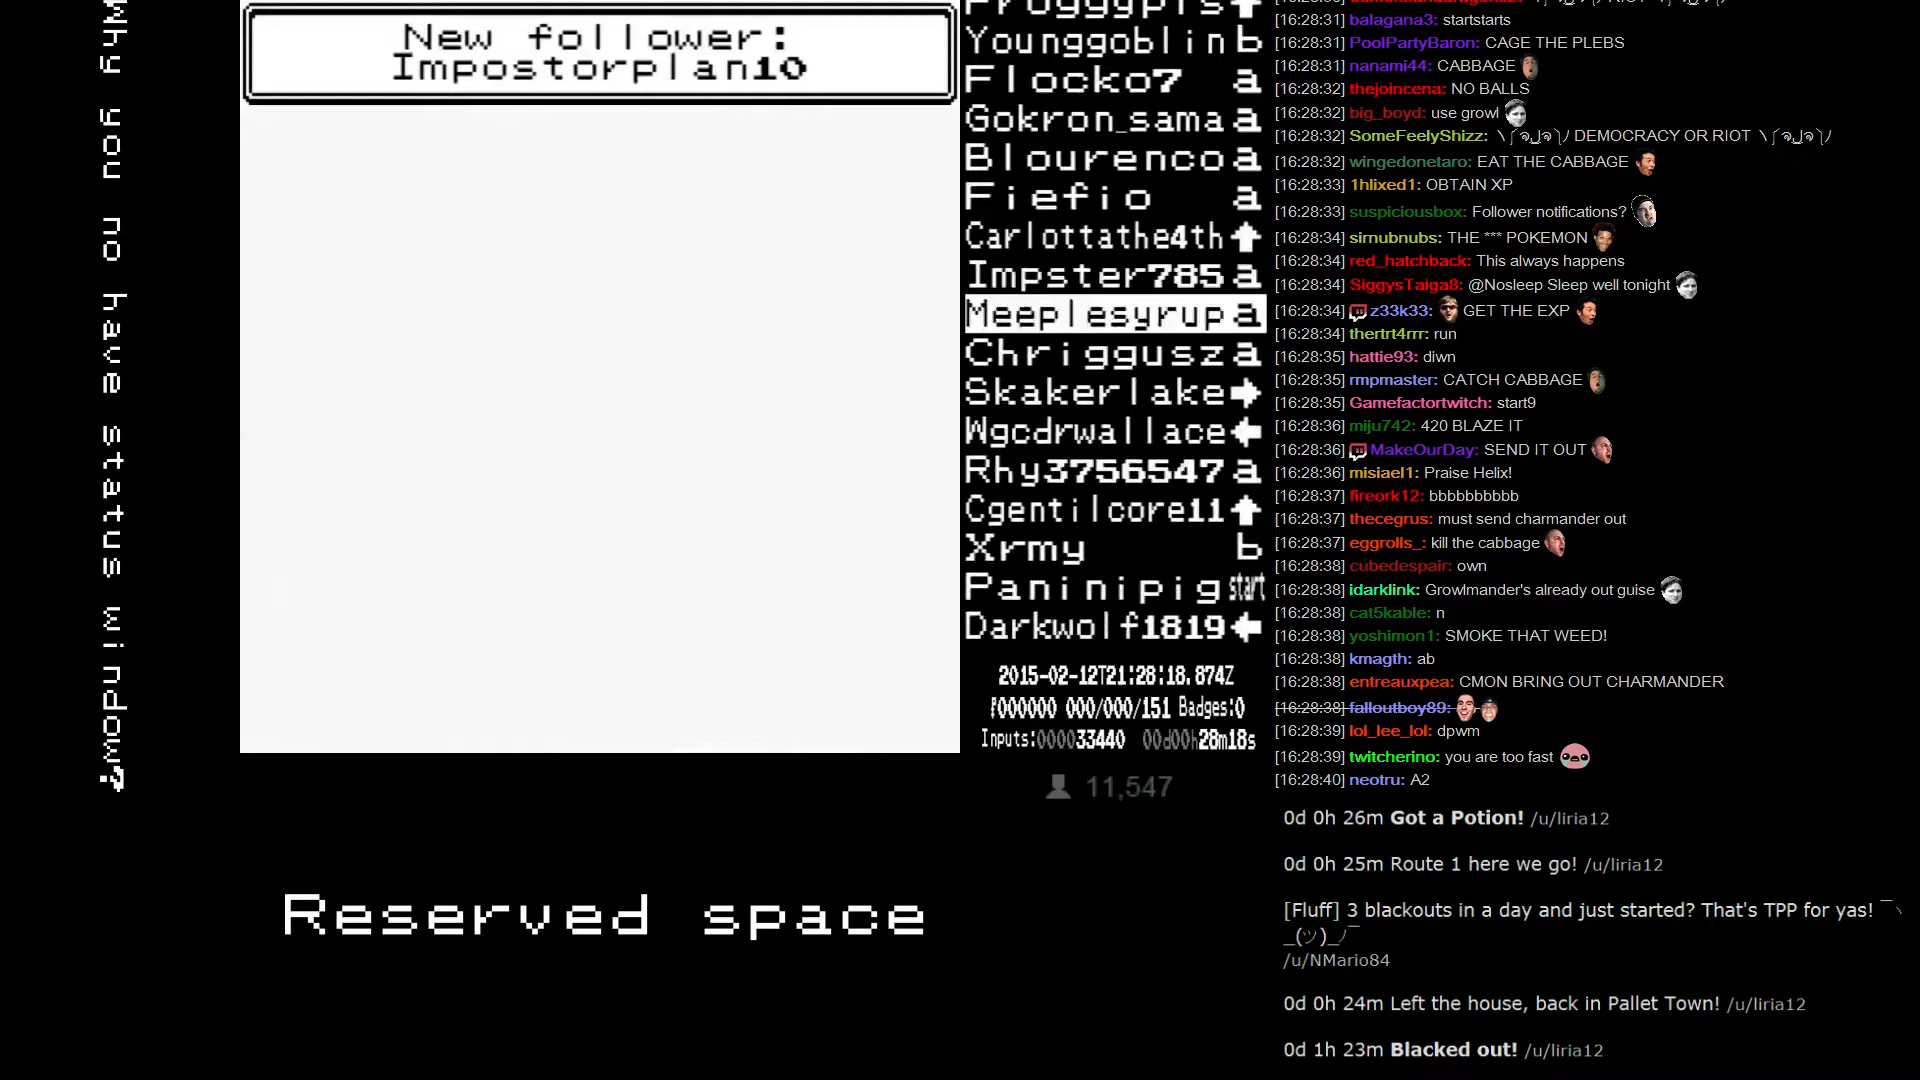 Why you no have status window?
New follower:
Impostorplan10
Younggoblin b
Flocko7 a
Gokron_sama a
Blourenco a
Fiefio a
Carlottathe4th
Impster785 a
Meeplesyrup a
Chriggusz a
Skakerlake
Wgcdrwallace
Rhy3756547 a
Cgentilcore11
Xrmy b
Paninipig start
Darkwolf1819
2015-02-12T21:28:18.874Z
₽000000 000/000/151 Badges:0
Inputs:000033440 00d00h28m18s
11,547
Reserved space
[16:28:31] balagana3: startstarts
[16:28:31] PoolPartyBaron: CAGE THE PLEBS
[16:28:31] nanami44: CABBAGE
[16:28:32] thejoincena: NO BALLS
[16:28:32] big_boyd: use growl
[16:28:32] SomeFeelyShizz: ヽ༼ຈل͜ຈ༽ﾉ DEMOCRACY OR RIOT ヽ༼ຈل͜ຈ༽ﾉ
[16:28:32] wingedonetaro: EAT THE CABBAGE
[16:28:33] 1hlixed1: OBTAIN XP
[16:28:33] suspiciousbox: Follower notifications?
[16:28:34] sirnubnubs: THE *** POKEMON
[16:28:34] red_hatchback: This always happens
[16:28:34] SiggysTaiga8: @Nosleep Sleep well tonight
[16:28:34] z33k33: GET THE EXP
[16:28:34] thertrt4rrr: run
[16:28:35] hattie93: diwn
[16:28:35] rmpmaster: CATCH CABBAGE
[16:28:35] Gamefactortwitch: start9
[16:28:36] miju742: 420 BLAZE IT
[16:28:36] MakeOurDay: SEND IT OUT
[16:28:36] misiael1: Praise Helix!
[16:28:37] fireork12: bbbbbbbbbb
[16:28:37] thecegrus: must send charmander out
[16:28:37] eggrolls_: kill the cabbage
[16:28:38] cubedespair: own
[16:28:38] idarklink: Growlmander's already out guise
[16:28:38] cat5kable: n
[16:28:38] yoshimon1: SMOKE THAT WEED!
[16:28:38] kmagth: ab
[16:28:38] entreauxpea: CMON BRING OUT CHARMANDER
[16:28:38] falloutboy89:
[16:28:39] lol_lee_lol: dpwm
[16:28:39] twitcherino: you are too fast
[16:28:40] neotru: A2
0d 0h 26m Got a Potion! /u/liria12
0d 0h 25m Route 1 here we go! /u/liria12
[Fluff] 3 blackouts in a day and just started? That's TPP for yas! ¯ヽ
_(ツ)_ﾉ¯
/u/NMario84
0d 0h 24m Left the house, back in Pallet Town! /u/liria12
0d 1h 23m Blacked out! /u/liria12